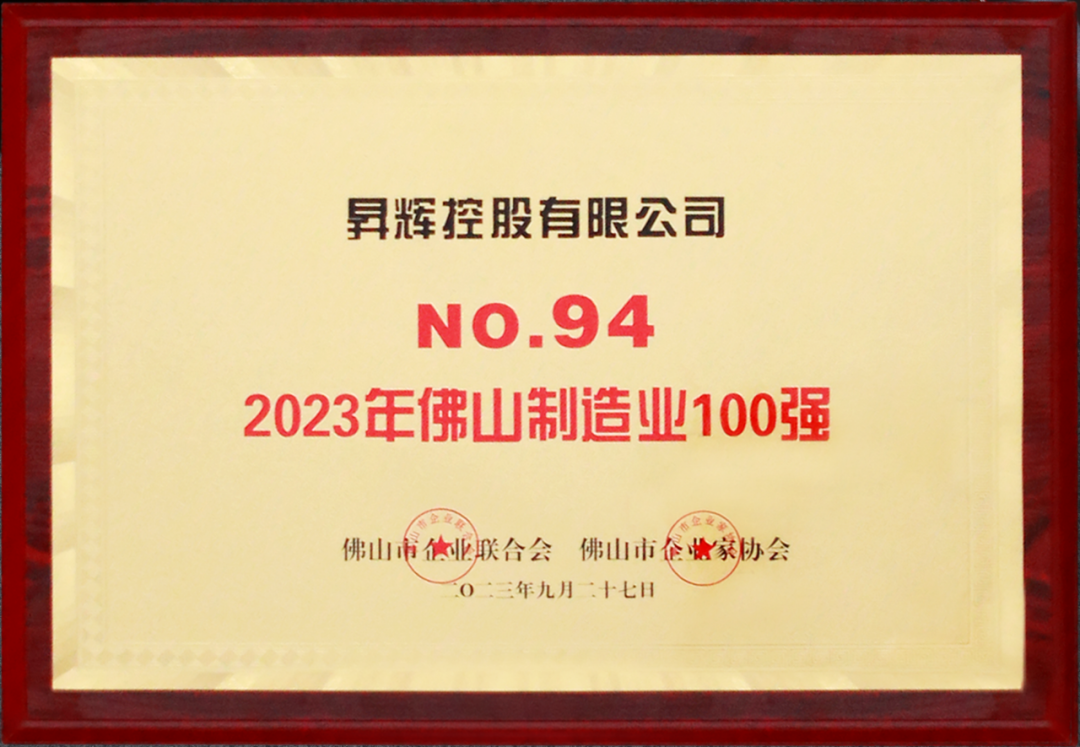 昇辉控股有限公司
NO.94
2023年佛山制造业100强
佛山市企业联合会 佛山市企业家协会
二〇二三年九月二十七日